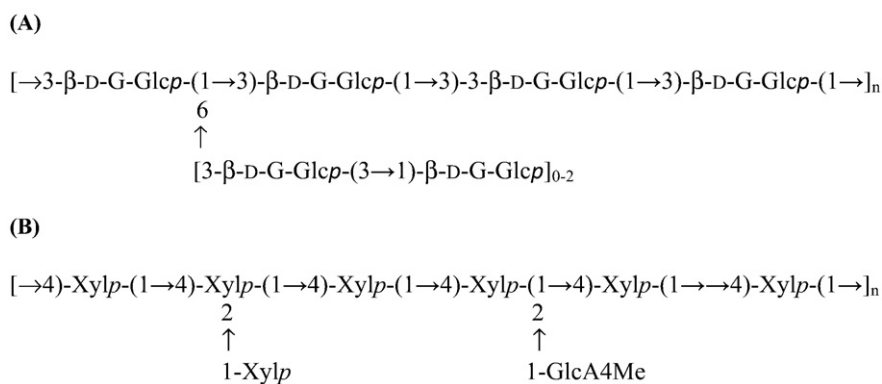 (A)
[→3-β-D-G-Glcp-(1→3)-β-D-G-Glcp-(1→3)-3-β-D-G-Glcp-(1→3)-β-D-G-Glcp-(1→]n
6
↑
[3-β-D-G-Glcp-(3→1)-β-D-G-Glcp]0-2
(B)
[→4)-Xylp-(1→4)-Xylp-(1→4)-Xylp-(1→4)-Xylp-(1→4)-Xylp-(1→→4)-Xylp-(1→]n
2 2
↑ ↑
1-Xylp 1-GlcA4Me